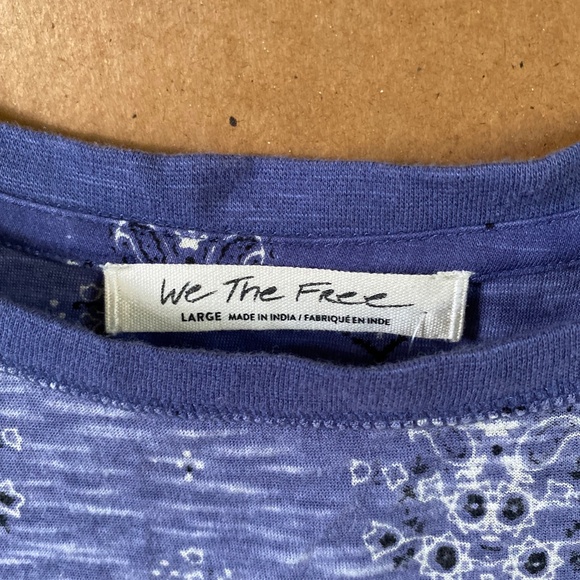 We The Free
LARGE MADE IN INDIA / FABRIQUÉ EN INDE